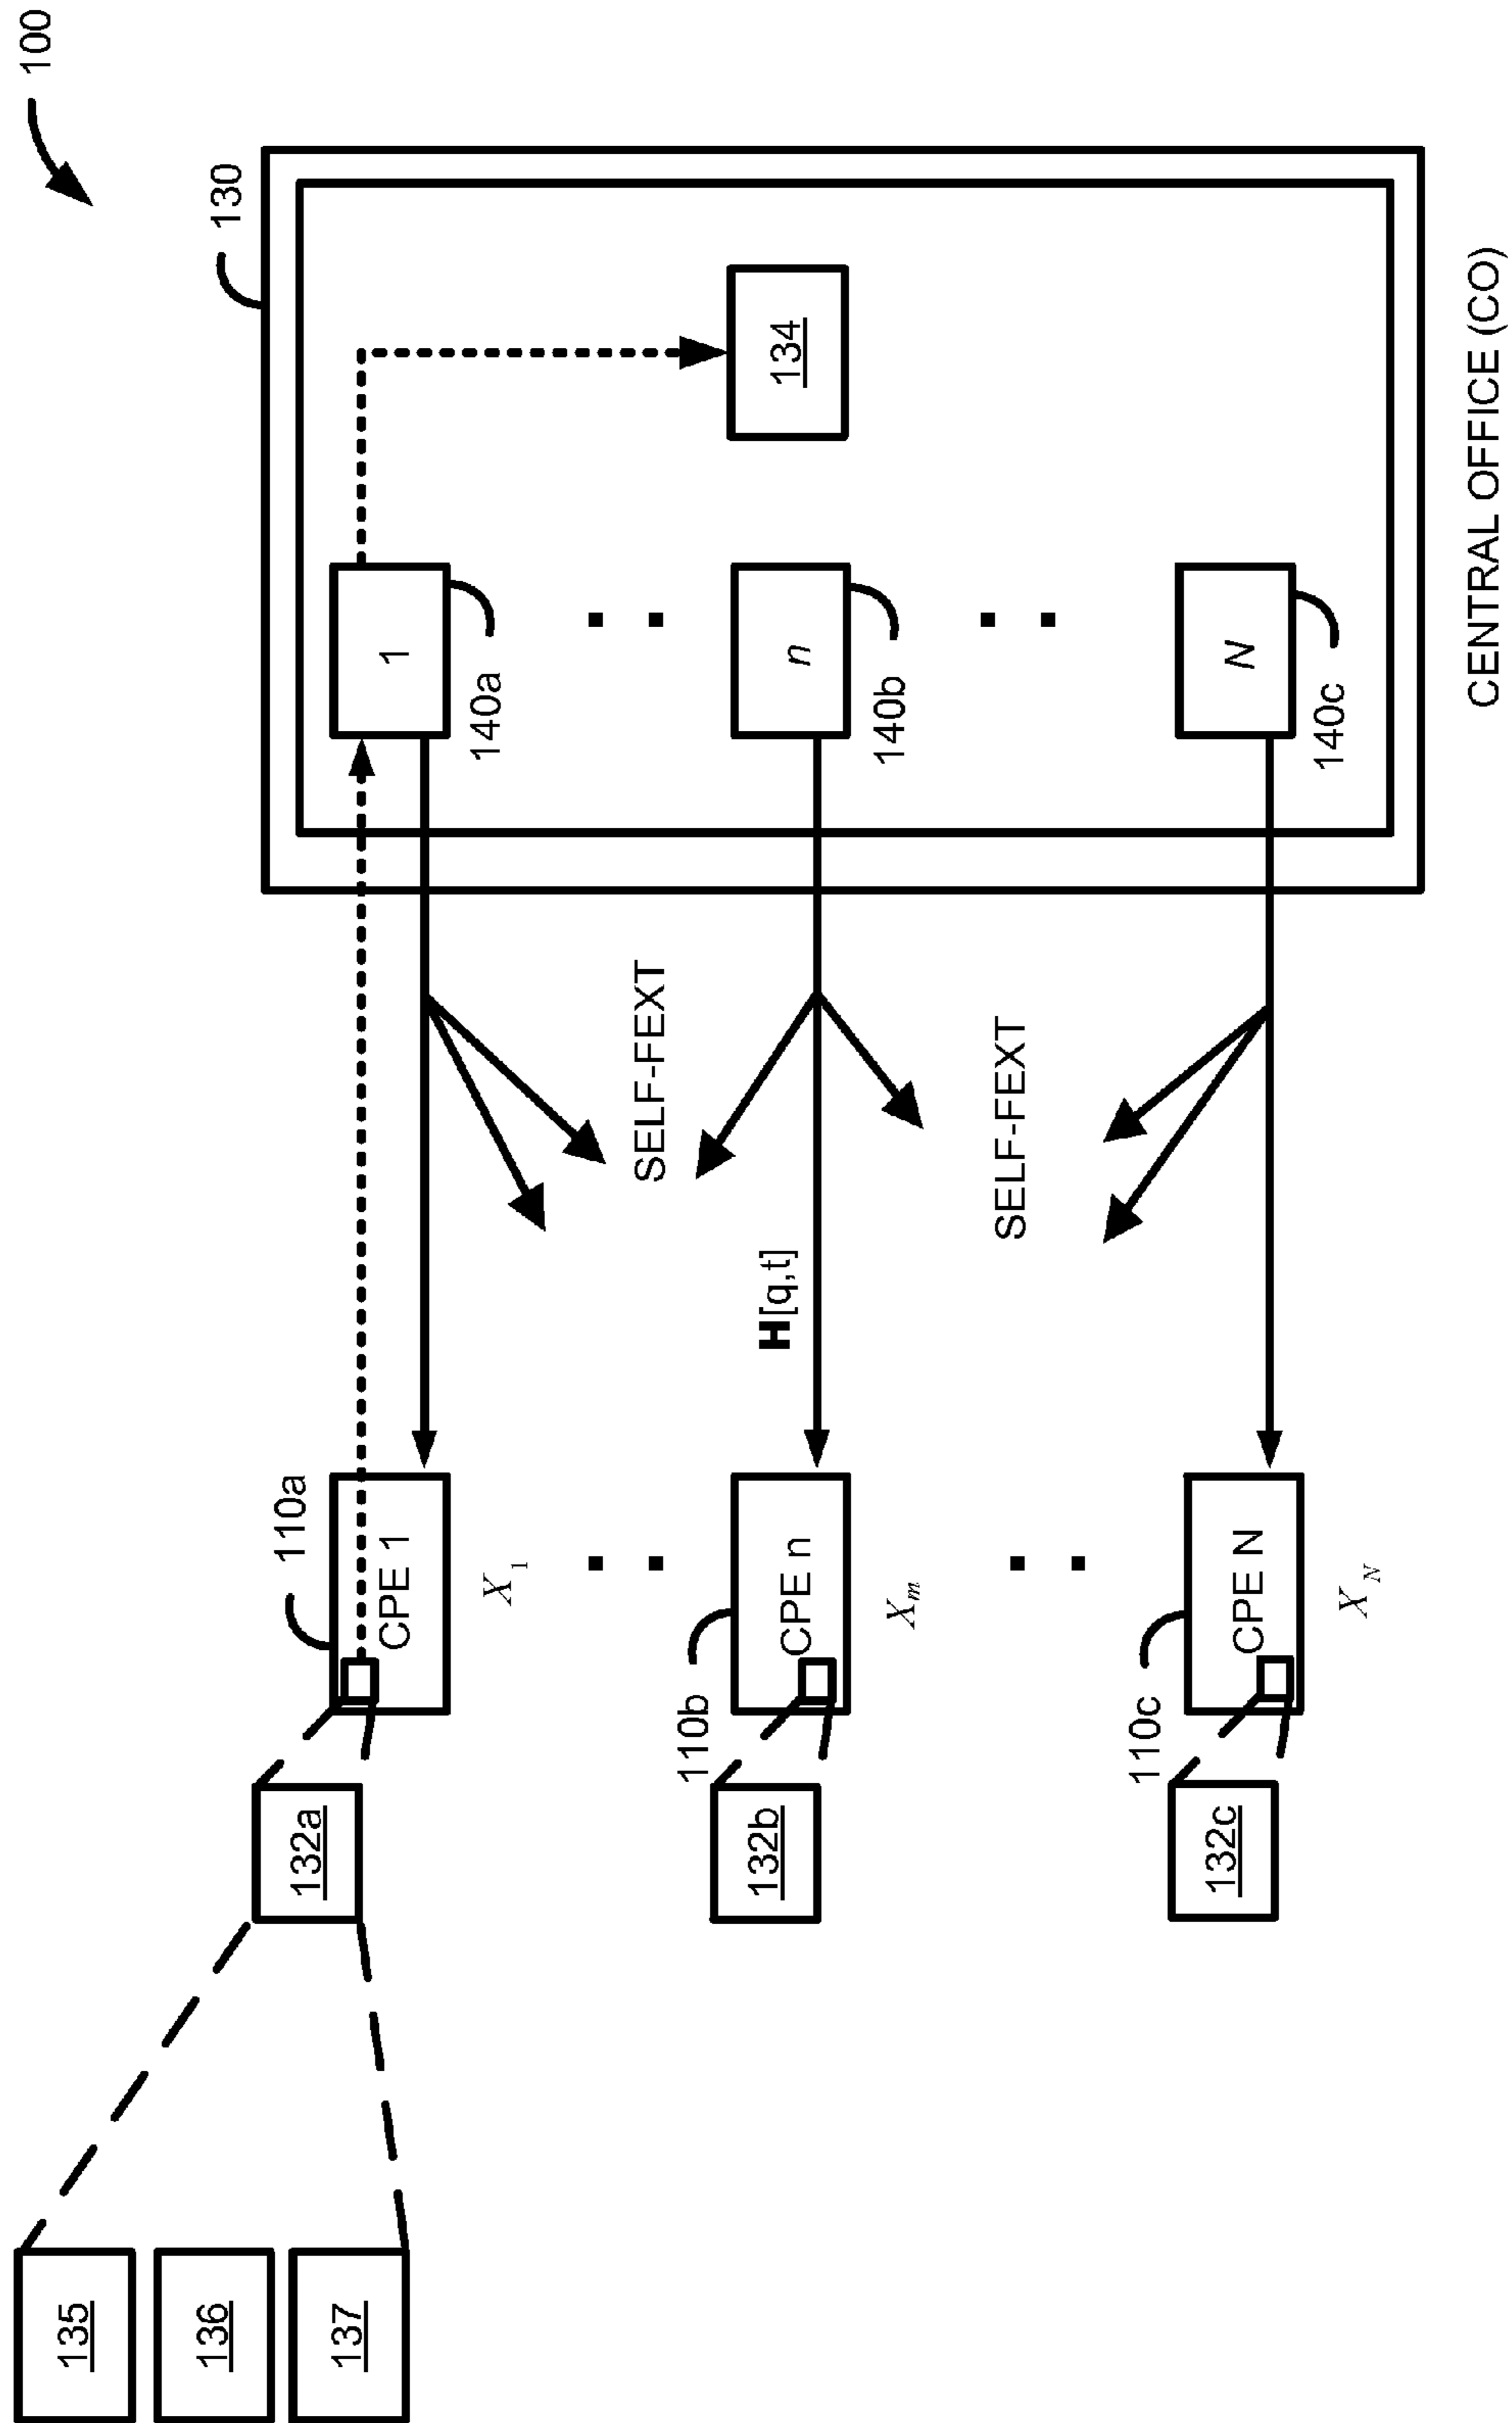 100
130
134
1
140a
n
140b
N
140c
CENTRAL OFFICE (CO)
SELF-FEXT
SELF-FEXT
H[q,t]
110a
CPE 1
X1
110b
CPE n
Xm
110c
CPE N
XN
132a
132b
132c
135
136
137